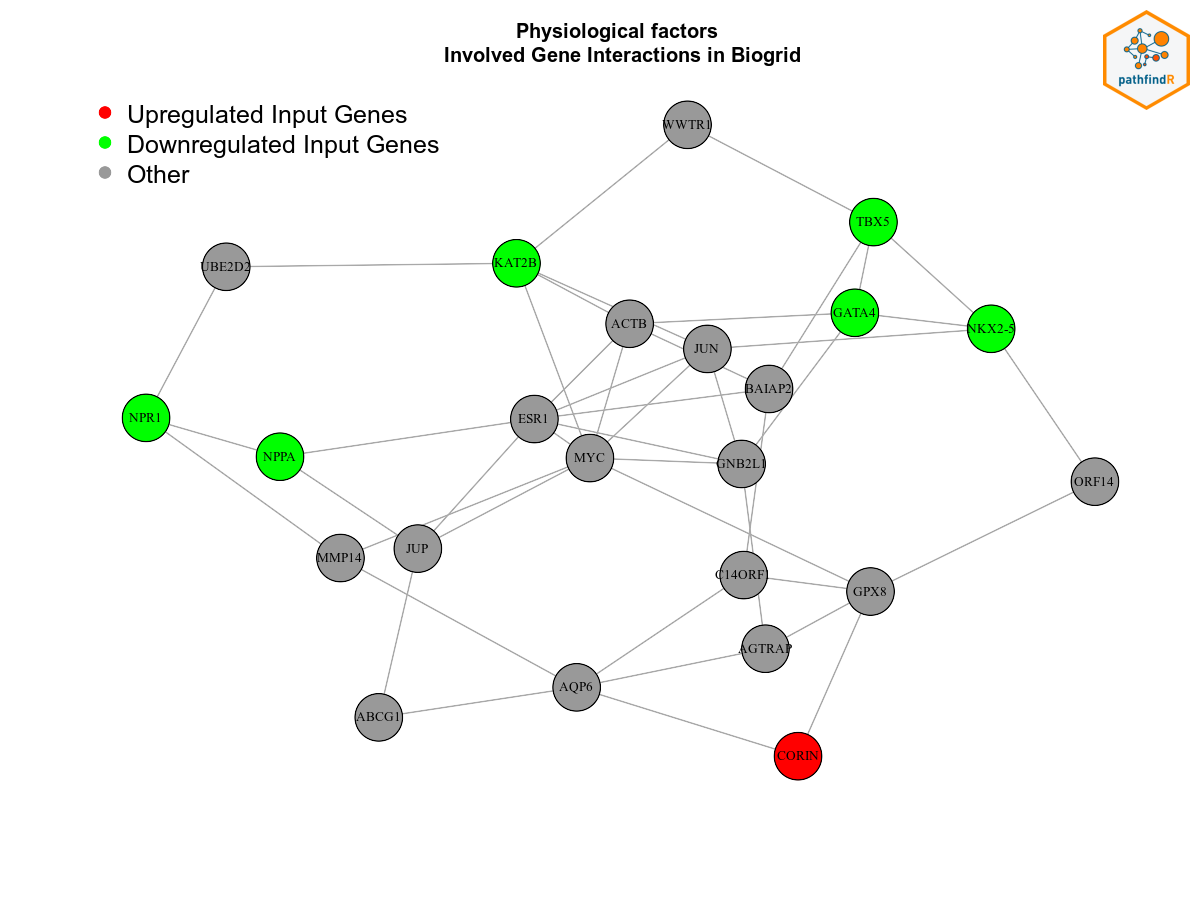 Physiological factors
Involved Gene Interactions in Biogrid
pathfindR
Upregulated Input Genes
Downregulated Input Genes
Other
WWTR1
TBX5
UBE2D2
KAT2B
ACTB
GATA4
NKX2-5
JUN
BAIAP2
NPR1
ESR1
NPPA
MYC
GNB2L1
ORF14
MMP14
JUP
C14ORF1
GPX8
AGTRAP
AQP6
ABCG1
CORIN